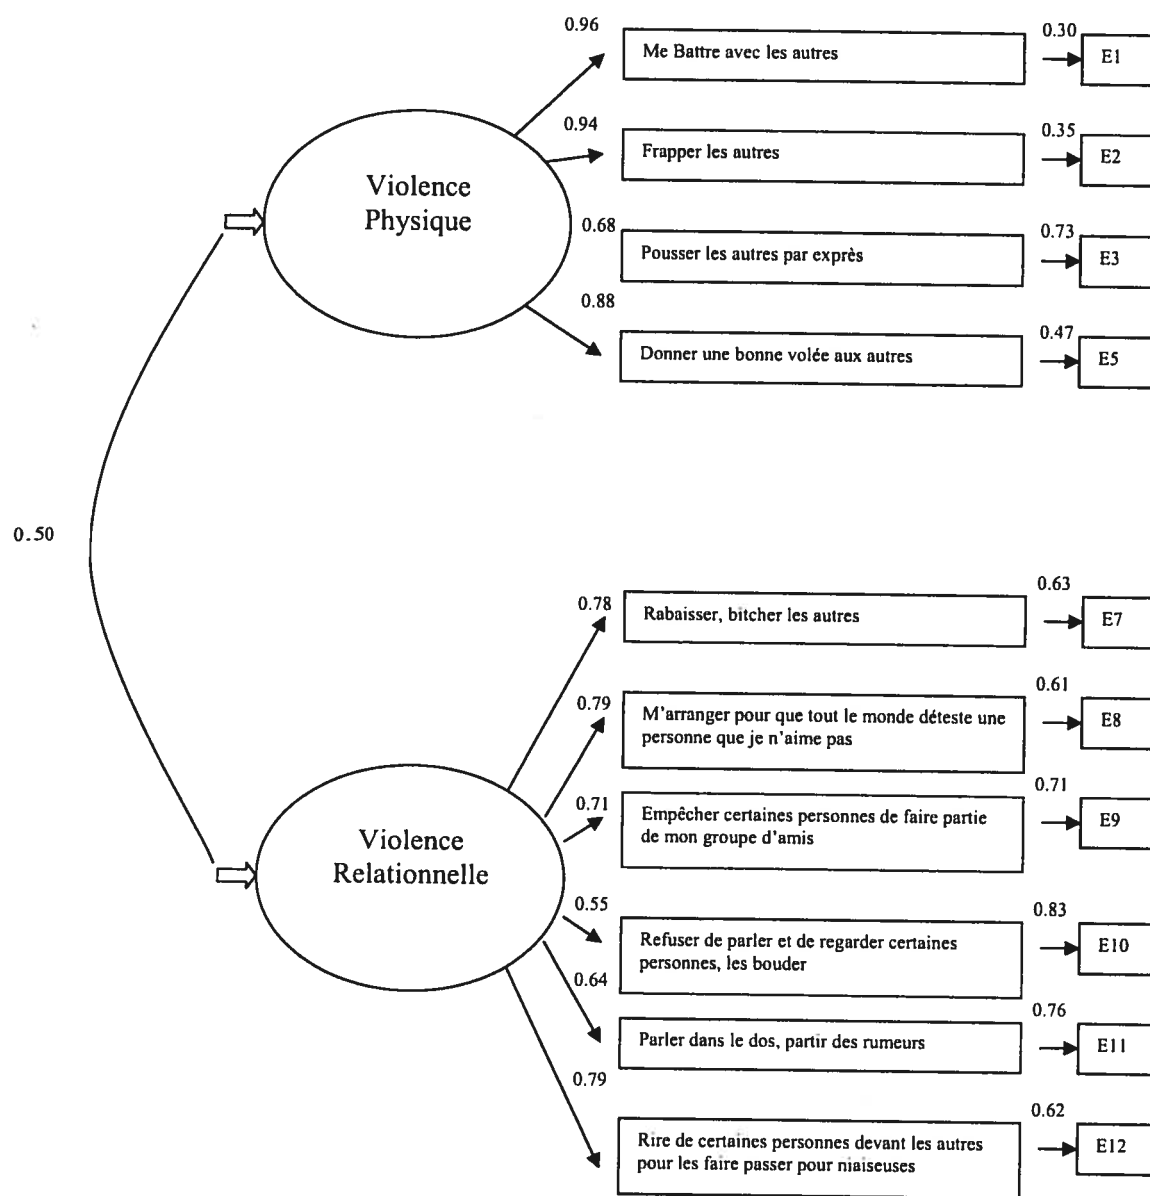 0.96
Me Battre avec les autres
0.30
E1
0.94
Frapper les autres
0.35
E2
Violence
Physique
0.68
Pousser les autres par exprès
0.73
E3
0.88
Donner une bonne volée aux autres
0.47
E5
0.50
0.78
Rabaisser, bitcher les autres
0.63
E7
0.79
M'arranger pour que tout le monde déteste une
personne que je n'aime pas
0.61
E8
0.71
Empêcher certaines personnes de faire partie
de mon groupe d'amis
0.71
E9
Violence
Relationnelle
0.55
Refuser de parler et de regarder certaines
personnes, les bouder
0.83
E10
0.64
Parler dans le dos, partir des rumeurs
0.76
E11
0.79
Rire de certaines personnes devant les autres
pour les faire passer pour niaiseuses
0.62
E12